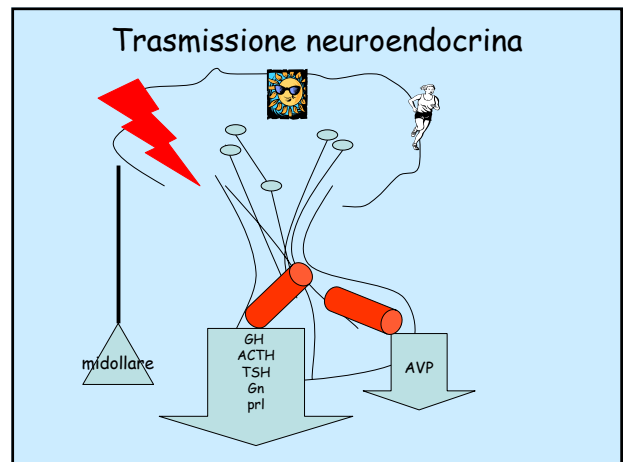 Trasmissione neuroendocrina
midollare
GH
ACTH
TSH
Gn
prl
AVP